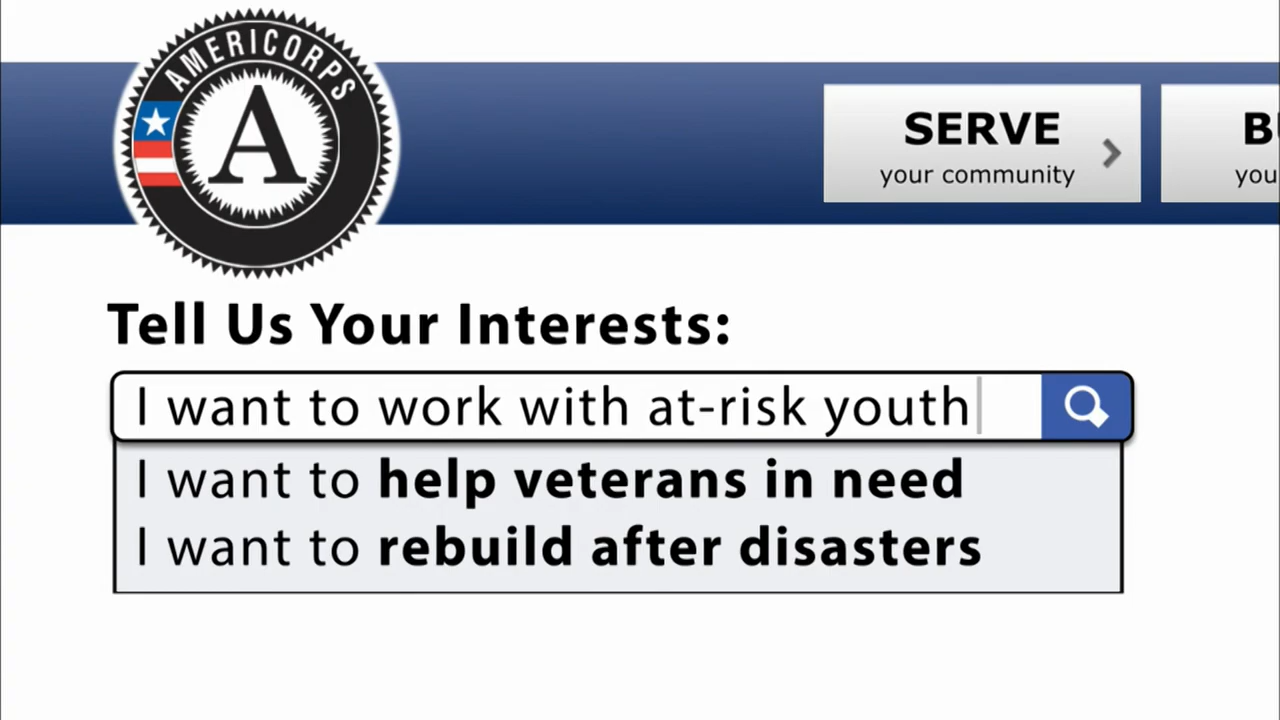 AMERICORPS
A
SERVE
your community
B
you
Tell Us Your Interests:
I want to work with at-risk youth
I want to help veterans in need
I want to rebuild after disasters